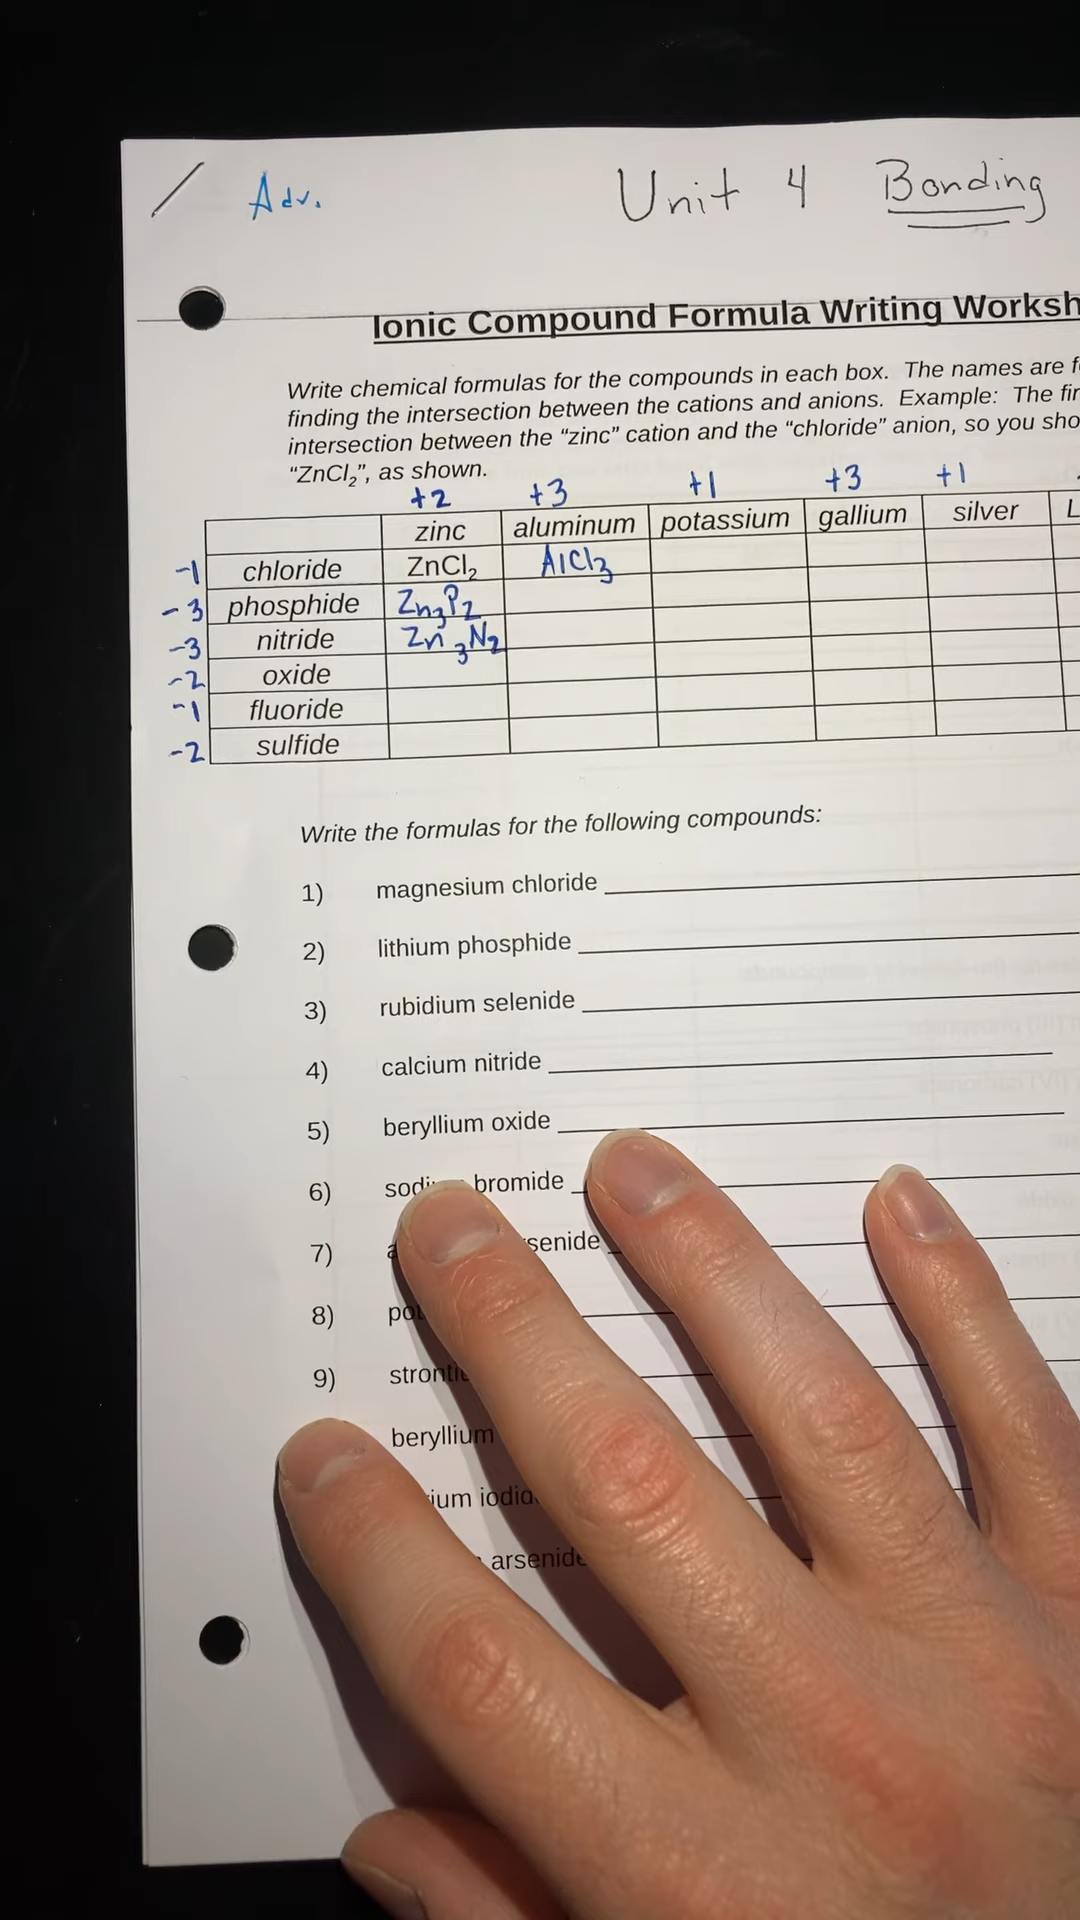 Adv. Unit 4 Bonding
Ionic Compound Formula Writing
Write chemical formulas for the compounds in each box. The names are
finding the intersection between the cations and anions. Example: The
intersection between the “zinc” cation and the “chloride” anion, so you
“ZnCl₂”, as shown.
+2 +3 +1 +3 +1
zinc aluminum potassium gallium silver
-1 chloride ZnCl₂ AlCl₃
-3 phosphide Zn₃P₂
-3 nitride Zn₃N₂
-2 oxide
-1 fluoride
-2 sulfide
Write the formulas for the following compounds:
1) magnesium chloride
2) lithium phosphide
3) rubidium selenide
4) calcium nitride
5) beryllium oxide
6) bromide
7)
8)
9)
beryllium
arsenide